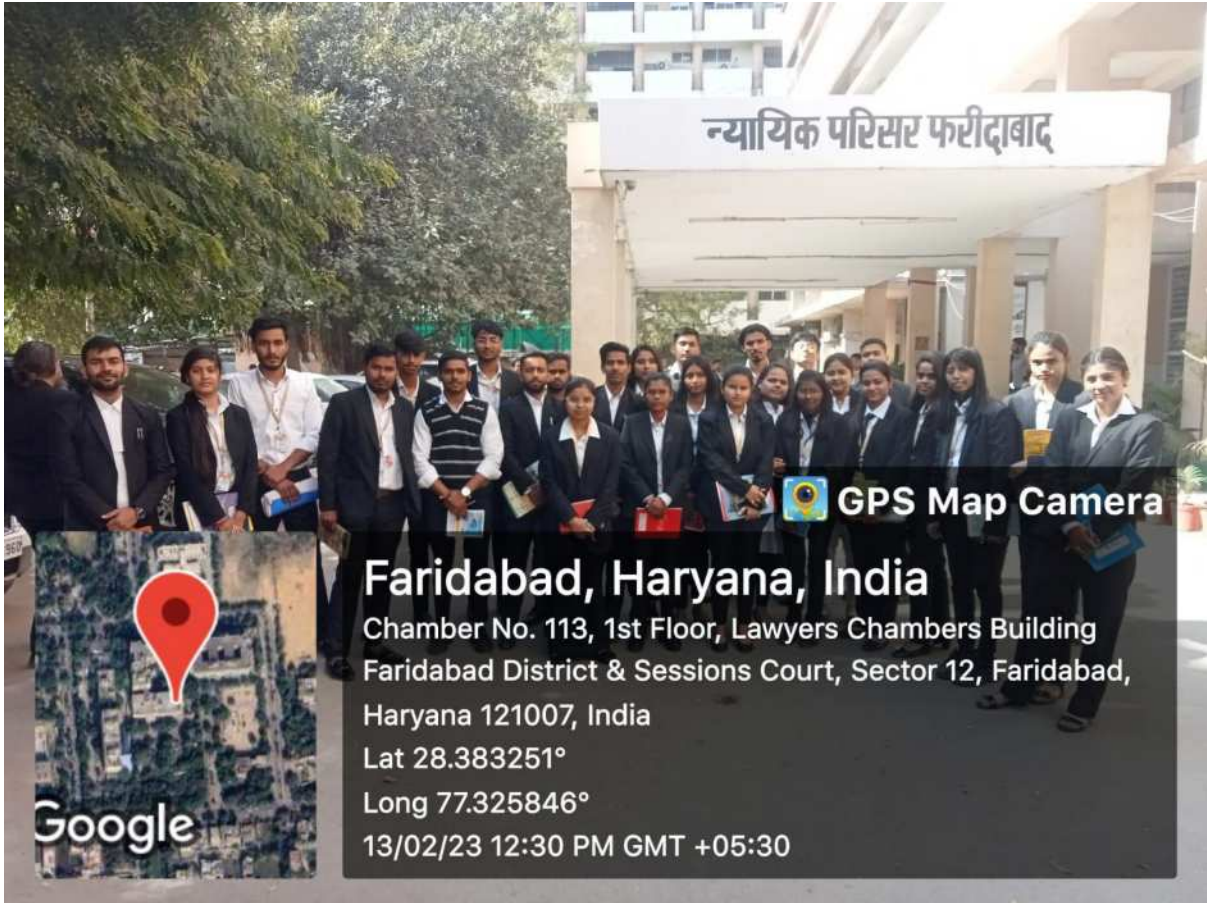 न्यायिक परिसर फरीदाबाद
GPS Map Camera
Faridabad, Haryana, India
Chamber No. 113, 1st Floor, Lawyers Chambers Building
Faridabad District & Sessions Court, Sector 12, Faridabad,
Haryana 121007, India
Lat 28.383251°
Long 77.325846°
13/02/23 12:30 PM GMT +05:30
Google